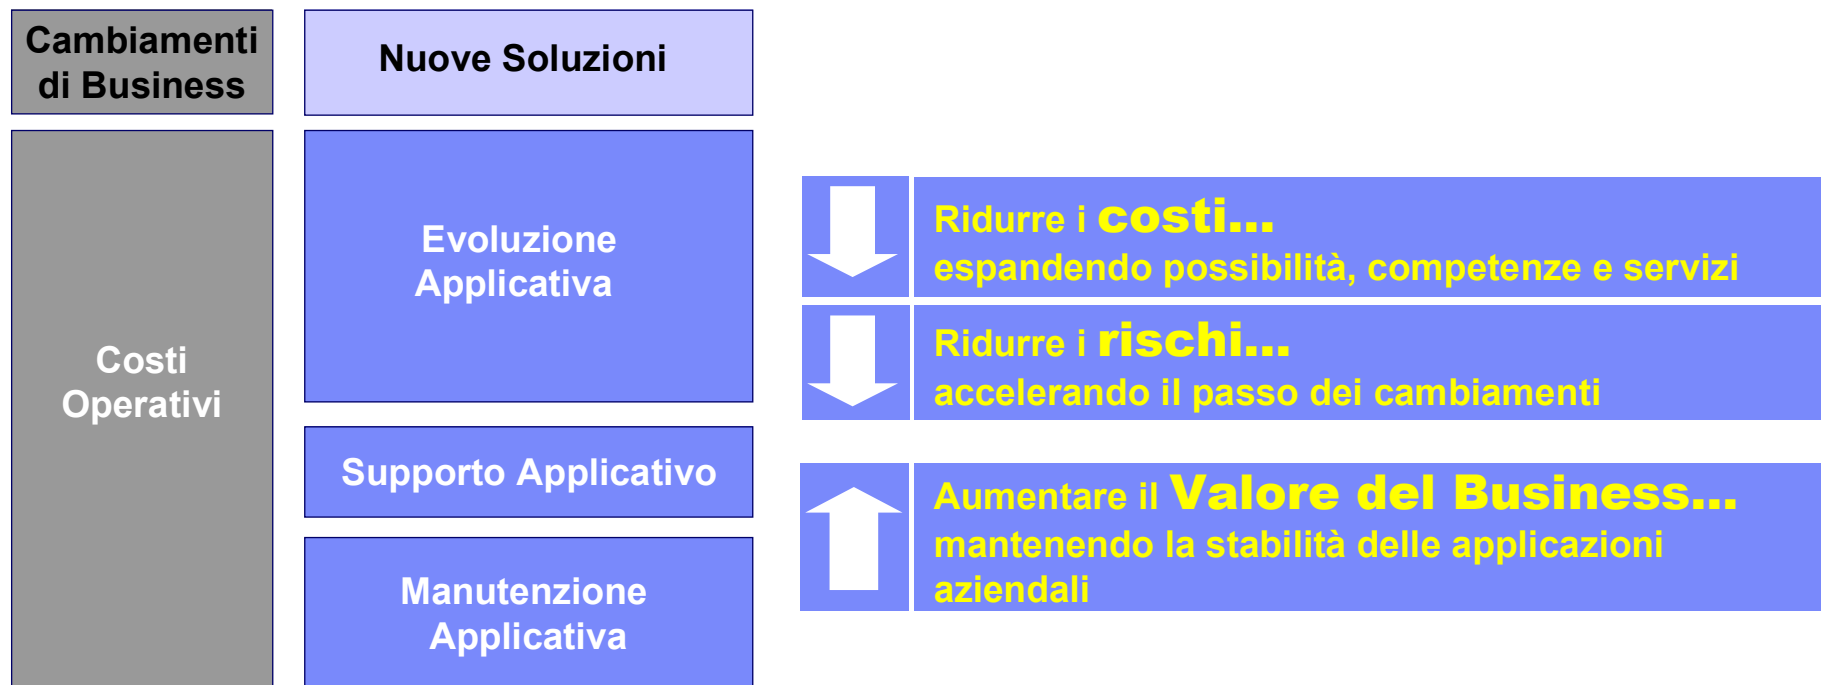 Cambiamenti
di Business
Nuove Soluzioni
Costi
Operativi
Evoluzione
Applicativa
Supporto Applicativo
Manutenzione
Applicativa
Ridurre i costi...
espandendo possibilità, competenze e servizi
Ridurre i rischi...
accelerando il passo dei cambiamenti
Aumentare il Valore del Business...
mantenendo la stabilità delle applicazioni
aziendali